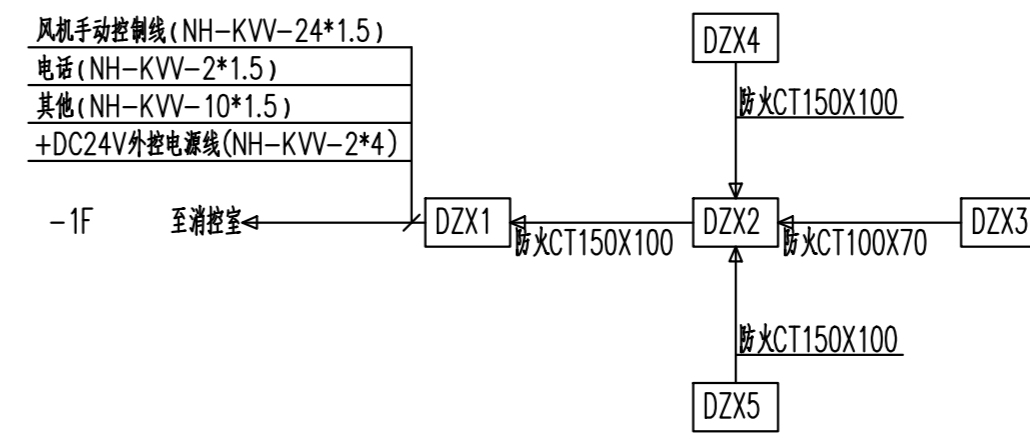 风机手动控制线(NH-KVV-24*1.5)
电话(NH-KVV-2*1.5)
其他(NH-KVV-10*1.5)
+DC24V外控电源线(NH-KVV-2*4)
DZX4
防火CT150X100
-1F
至消控室
DZX1
防火CT150X100
DZX2
防火CT100X70
DZX3
防火CT150X100
DZX5